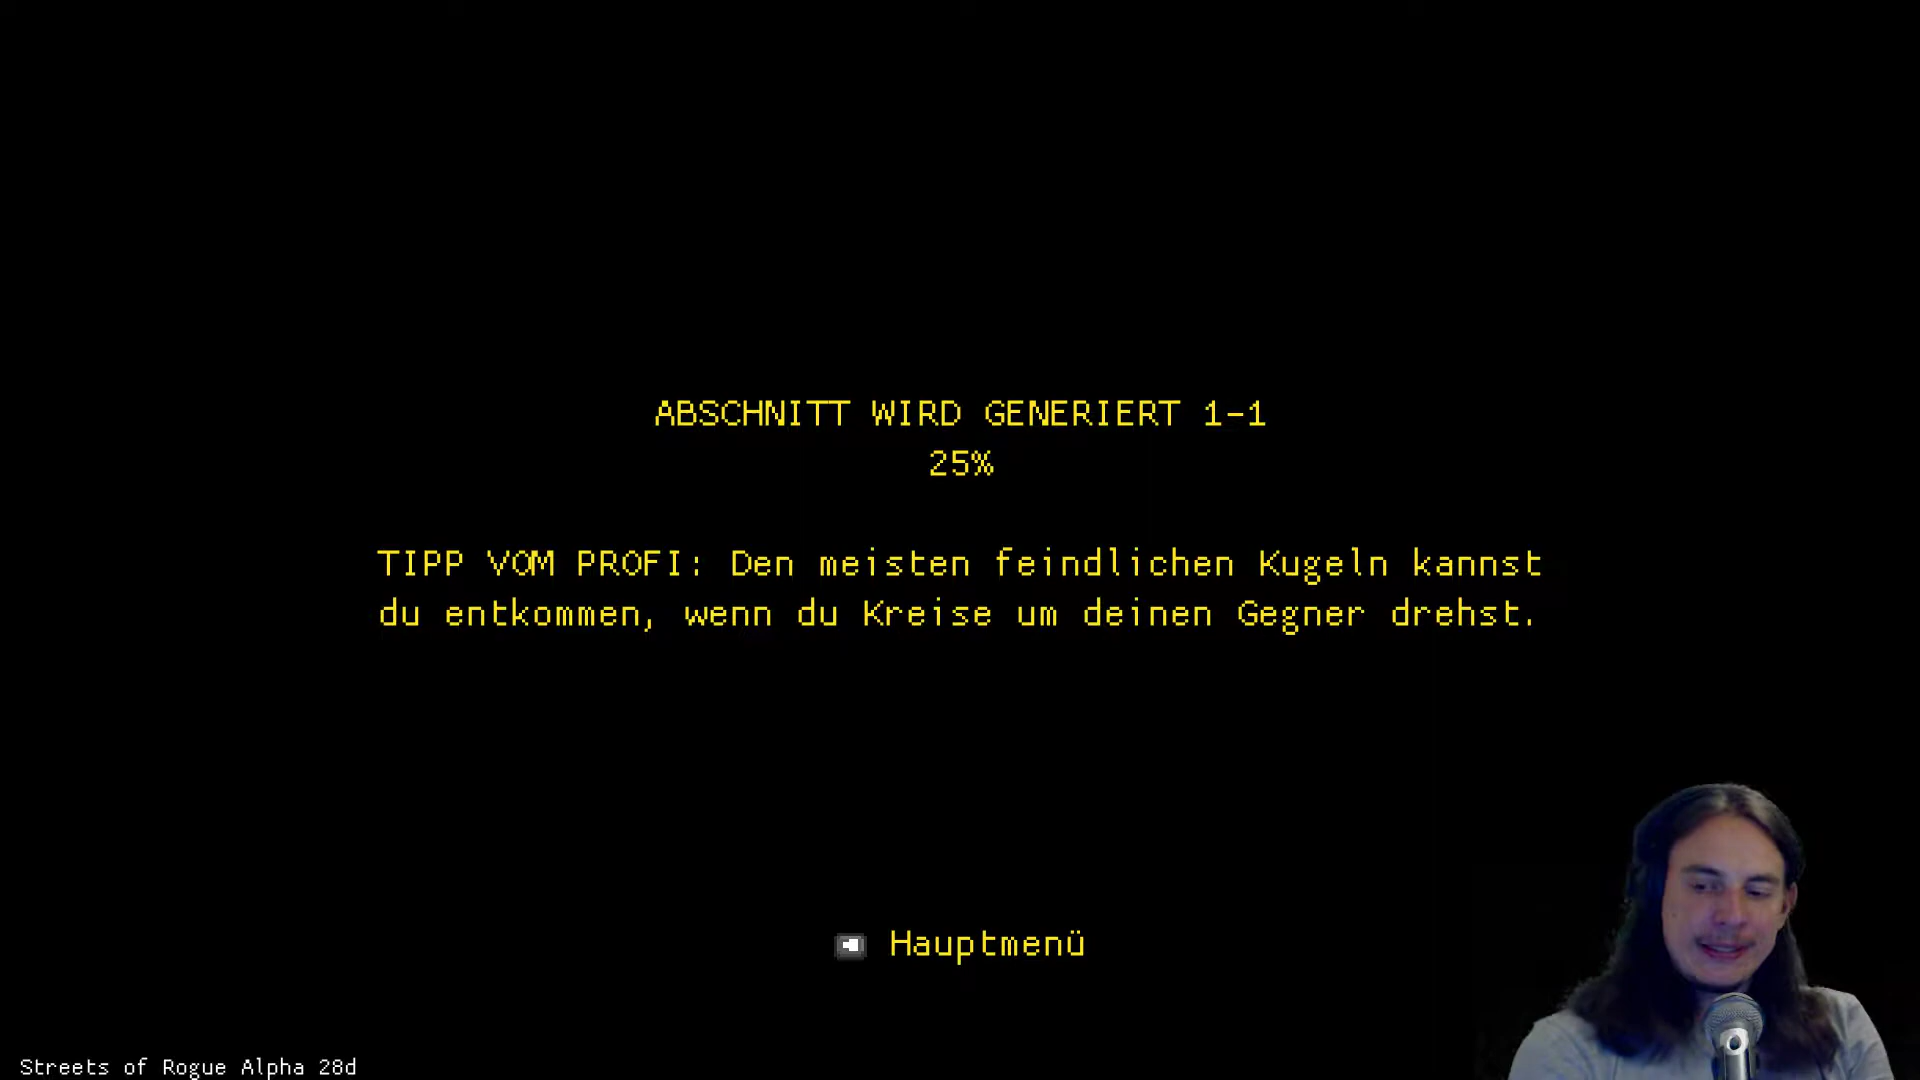 ABSCHNITT WIRD GENERIERT 1-1
25%
TIPP VOM PROFI: Den meisten feindlichen Kugeln kannst
du entkommen, wenn du Kreise um deinen Gegner drehst.
Hauptmenü
Streets of Rogue Alpha 28d